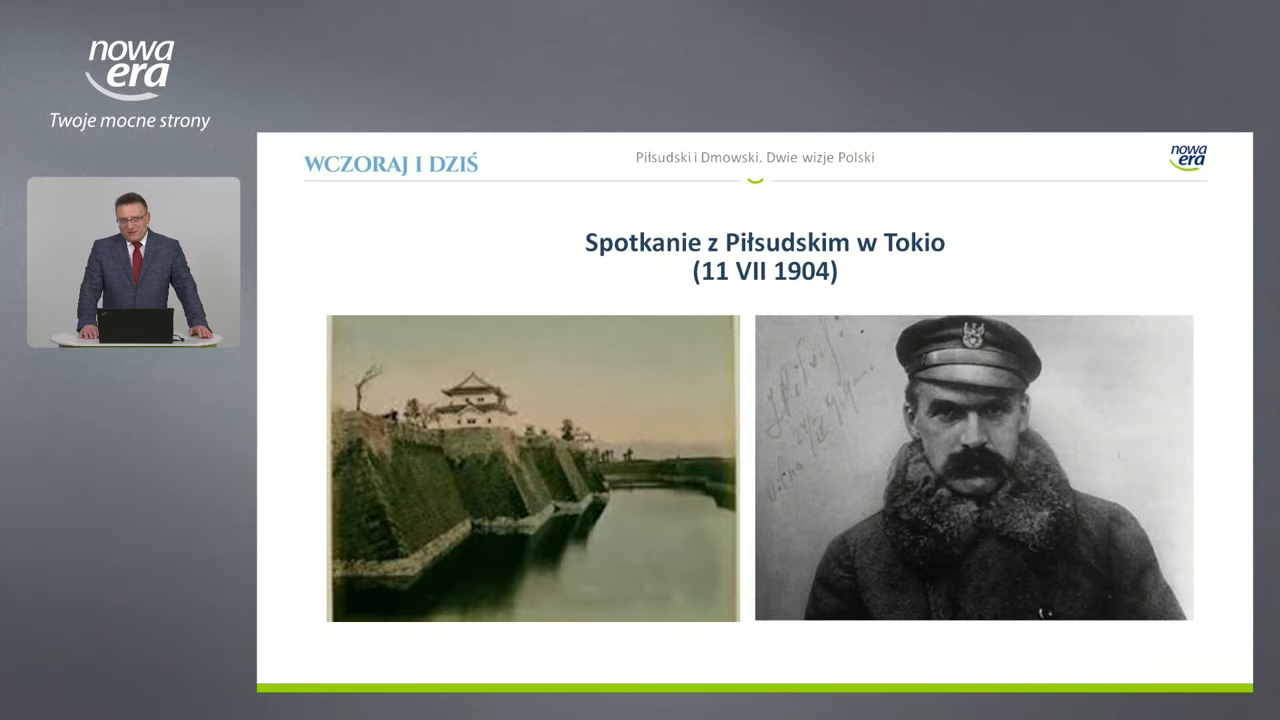 nowa
era
Twoje mocne strony
WCZORAJ I DZIŚ
Piłsudski i Dmowski. Dwie wizje Polski
nowa
era
Spotkanie z Piłsudskim w Tokio
(11 VII 1904)